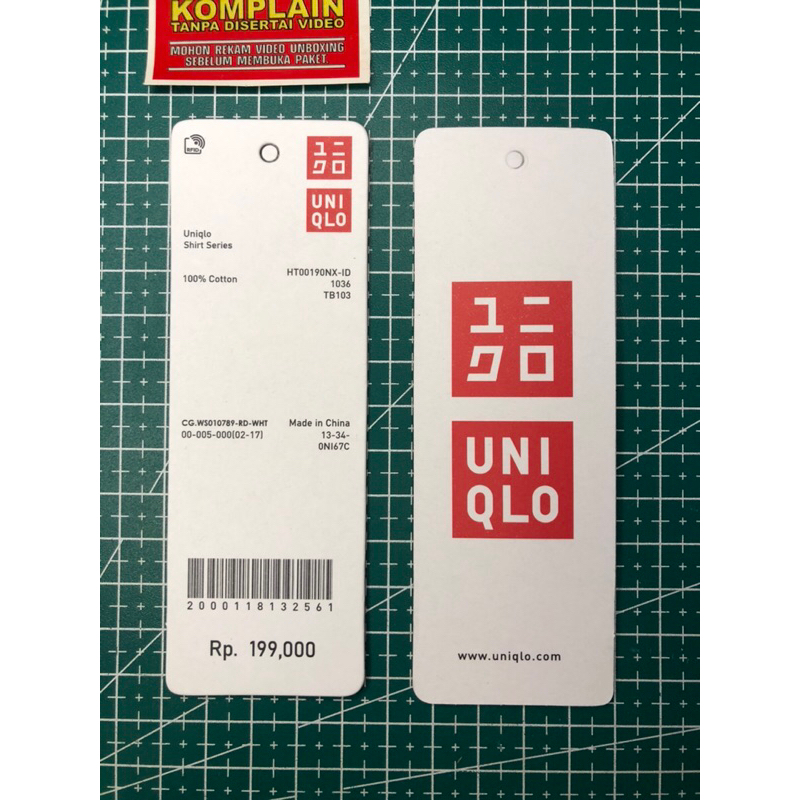 KOMPLAIN
TANPA DISERTAI VIDEO
MOHON REKAM VIDEO UNBOXING
SEBELUM MEMBUKA PAKET.
RFID
ユニ
クロ
UNI
QLO
Uniqlo
Shirt Series
100% Cotton
HT00190NX-ID
1036
TB103
CG.WS010789-RD-WHT
00-005-000(02-17)
Made in China
13-34-
0NI67C
2000118132561
Rp. 199,000
ユニ
クロ
UNI
QLO
www.uniqlo.com